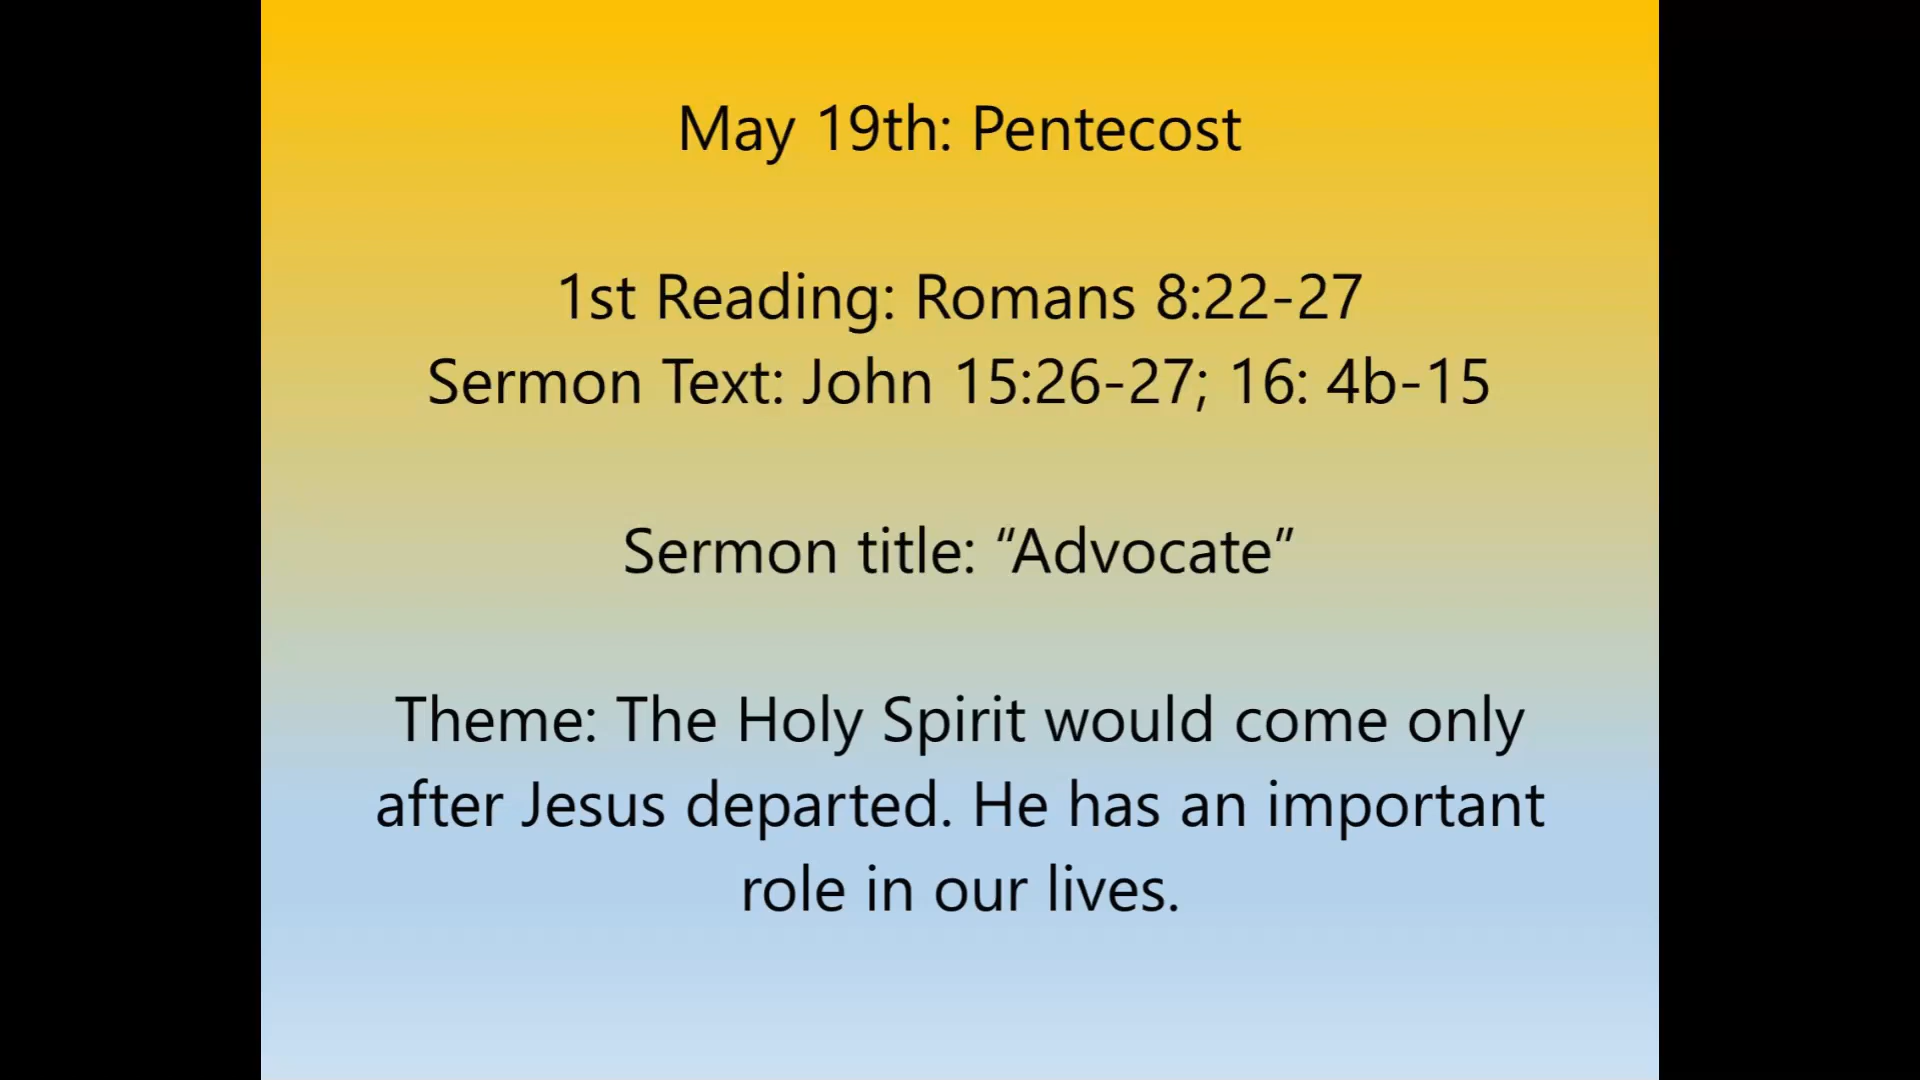 May 19th: Pentecost
1st Reading: Romans 8:22-27
Sermon Text: John 15:26-27; 16: 4b-15
Sermon title: “Advocate”
Theme: The Holy Spirit would come only
after Jesus departed. He has an important
role in our lives.